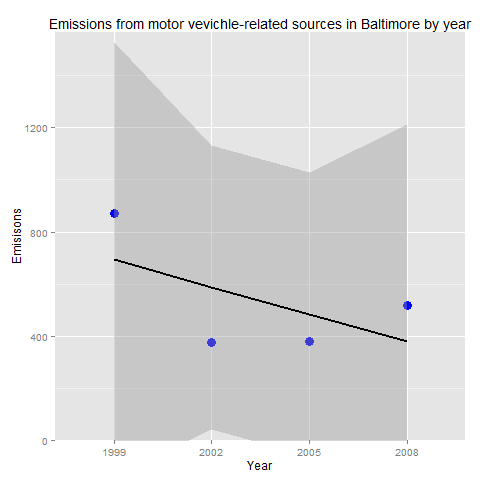 Emissions from motor vevichle-related sources in Baltimore by year
Emisisons
1200
800
400
0
1999 2002 2005 2008
Year